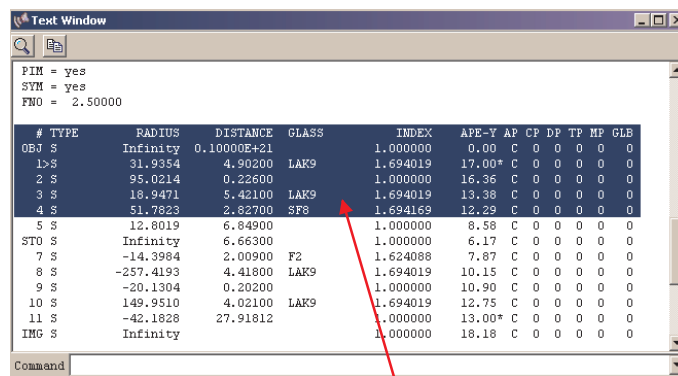 Text Window
PIM = yes
SYM = yes
FNO = 2.50000
# TYPE RADIUS DISTANCE GLASS INDEX APE-Y AP CP DP TP MP GLB
OBJ S Infinity 0.10000E+21 1.000000 0.00 C 0 0 0 0 0
1>S 31.9354 4.90200 LAK9 1.694019 17.00* C 0 0 0 0 0
2 S 95.0214 0.22600 1.000000 16.36 C 0 0 0 0 0
3 S 18.9471 5.42100 LAK9 1.694019 13.38 C 0 0 0 0 0
4 S 51.7823 2.82700 SF8 1.694169 12.29 C 0 0 0 0 0
5 S 12.8019 6.84900 1.000000 8.58 C 0 0 0 0 0
STO S Infinity 6.66300 1.000000 6.17 C 0 0 0 0 0
7 S -14.3984 2.00900 F2 1.624088 7.87 C 0 0 0 0 0
8 S -257.4193 4.41800 LAK9 1.694019 10.15 C 0 0 0 0 0
9 S -20.1304 0.20200 1.000000 10.90 C 0 0 0 0 0
10 S 149.9510 4.02100 LAK9 1.694019 12.75 C 0 0 0 0 0
11 S -42.1828 27.91812 1.000000 13.00* C 0 0 0 0 0
IMG S Infinity 1.000000 18.18 C 0 0 0 0 0
Command